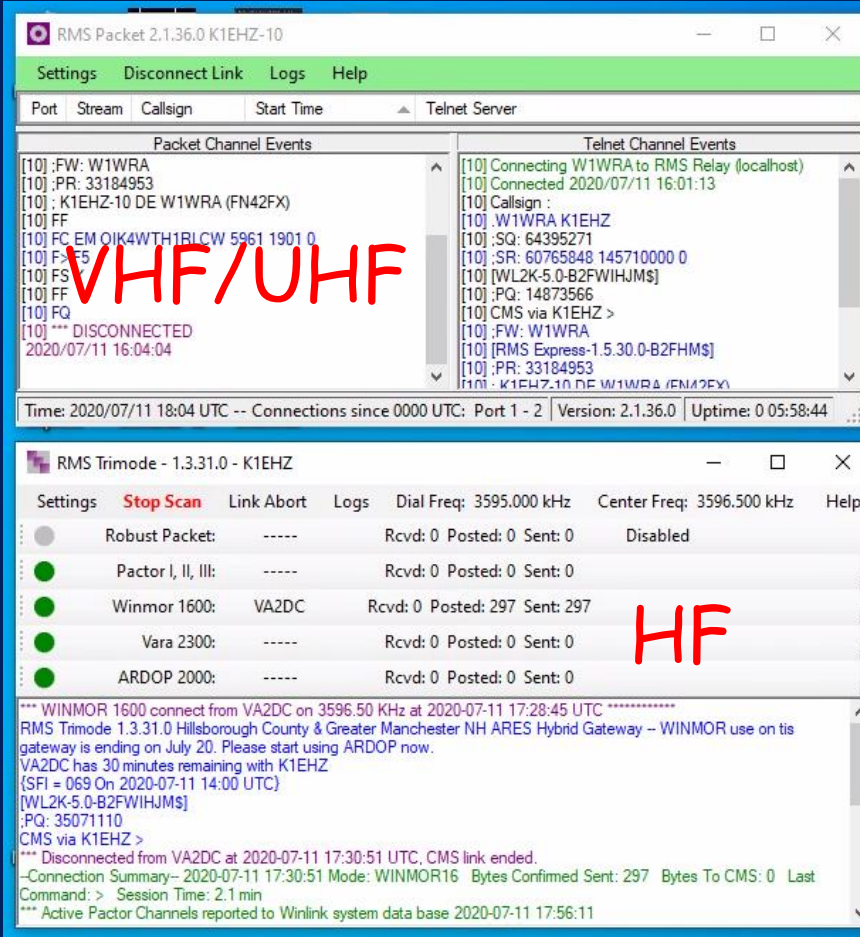 RMS Packet 2.1.36.0 K1EHZ-10
Settings Disconnect Link Logs Help
Port Stream Callsign Start Time Telnet Server
Packet Channel Events
[10] ;FW: W1WRA
[10] ;PR: 33184953
[10] ; K1EHZ-10 DE W1WRA (FN42FX)
[10] FF
[10] FC EM OIK4WTH1RLCW 5961 1901 0
[10] F> F5
[10] FS
[10] FF
[10] FQ
[10] *** DISCONNECTED
2020/07/11 16:04:04
VHF/UHF
Telnet Channel Events
[10] Connecting W1WRA to RMS Relay (localhost)
[10] Connected 2020/07/11 16:01:13
[10] Callsign :
[10] .W1WRA K1EHZ
[10] ;SQ: 64395271
[10] ;SR: 60765848 145710000 0
[10] [WL2K-5.0-B2FWIHJM$]
[10] ;PQ: 14873566
[10] CMS via K1EHZ >
[10] ;FW: W1WRA
[10] [RMS Express-1.5.30.0-B2FHM$]
[10] ;PR: 33184953
[10] ; K1EHZ-10 DE W1WRA (FN42FX)
Time: 2020/07/11 18:04 UTC -- Connections since 0000 UTC: Port 1 - 2 Version: 2.1.36.0 Uptime: 0 05:58:44
RMS Trimode - 1.3.31.0 - K1EHZ
Settings Stop Scan Link Abort Logs Dial Freq: 3595.000 kHz Center Freq: 3596.500 kHz Help
Robust Packet: ----- Rcvd: 0 Posted: 0 Sent: 0 Disabled
Pactor I, II, III: ----- Rcvd: 0 Posted: 0 Sent: 0
Winmor 1600: VA2DC Rcvd: 0 Posted: 297 Sent: 297
Vara 2300: ----- Rcvd: 0 Posted: 0 Sent: 0
ARDOP 2000: ----- Rcvd: 0 Posted: 0 Sent: 0
HF
*** WINMOR 1600 connect from VA2DC on 3596.50 KHz at 2020-07-11 17:28:45 UTC ************
RMS Trimode 1.3.31.0 Hillsborough County & Greater Manchester NH ARES Hybrid Gateway -- WINMOR use on tis
gateway is ending on July 20. Please start using ARDOP now.
VA2DC has 30 minutes remaining with K1EHZ
{SFI = 069 On 2020-07-11 14:00 UTC}
[WL2K-5.0-B2FWIHJM$]
;PQ: 35071110
CMS via K1EHZ >
*** Disconnected from VA2DC at 2020-07-11 17:30:51 UTC, CMS link ended.
--Connection Summary-- 2020-07-11 17:30:51 Mode: WINMOR16 Bytes Confirmed Sent: 297 Bytes To CMS: 0 Last
Command: > Session Time: 2.1 min
*** Active Pactor Channels reported to Winlink system data base 2020-07-11 17:56:11